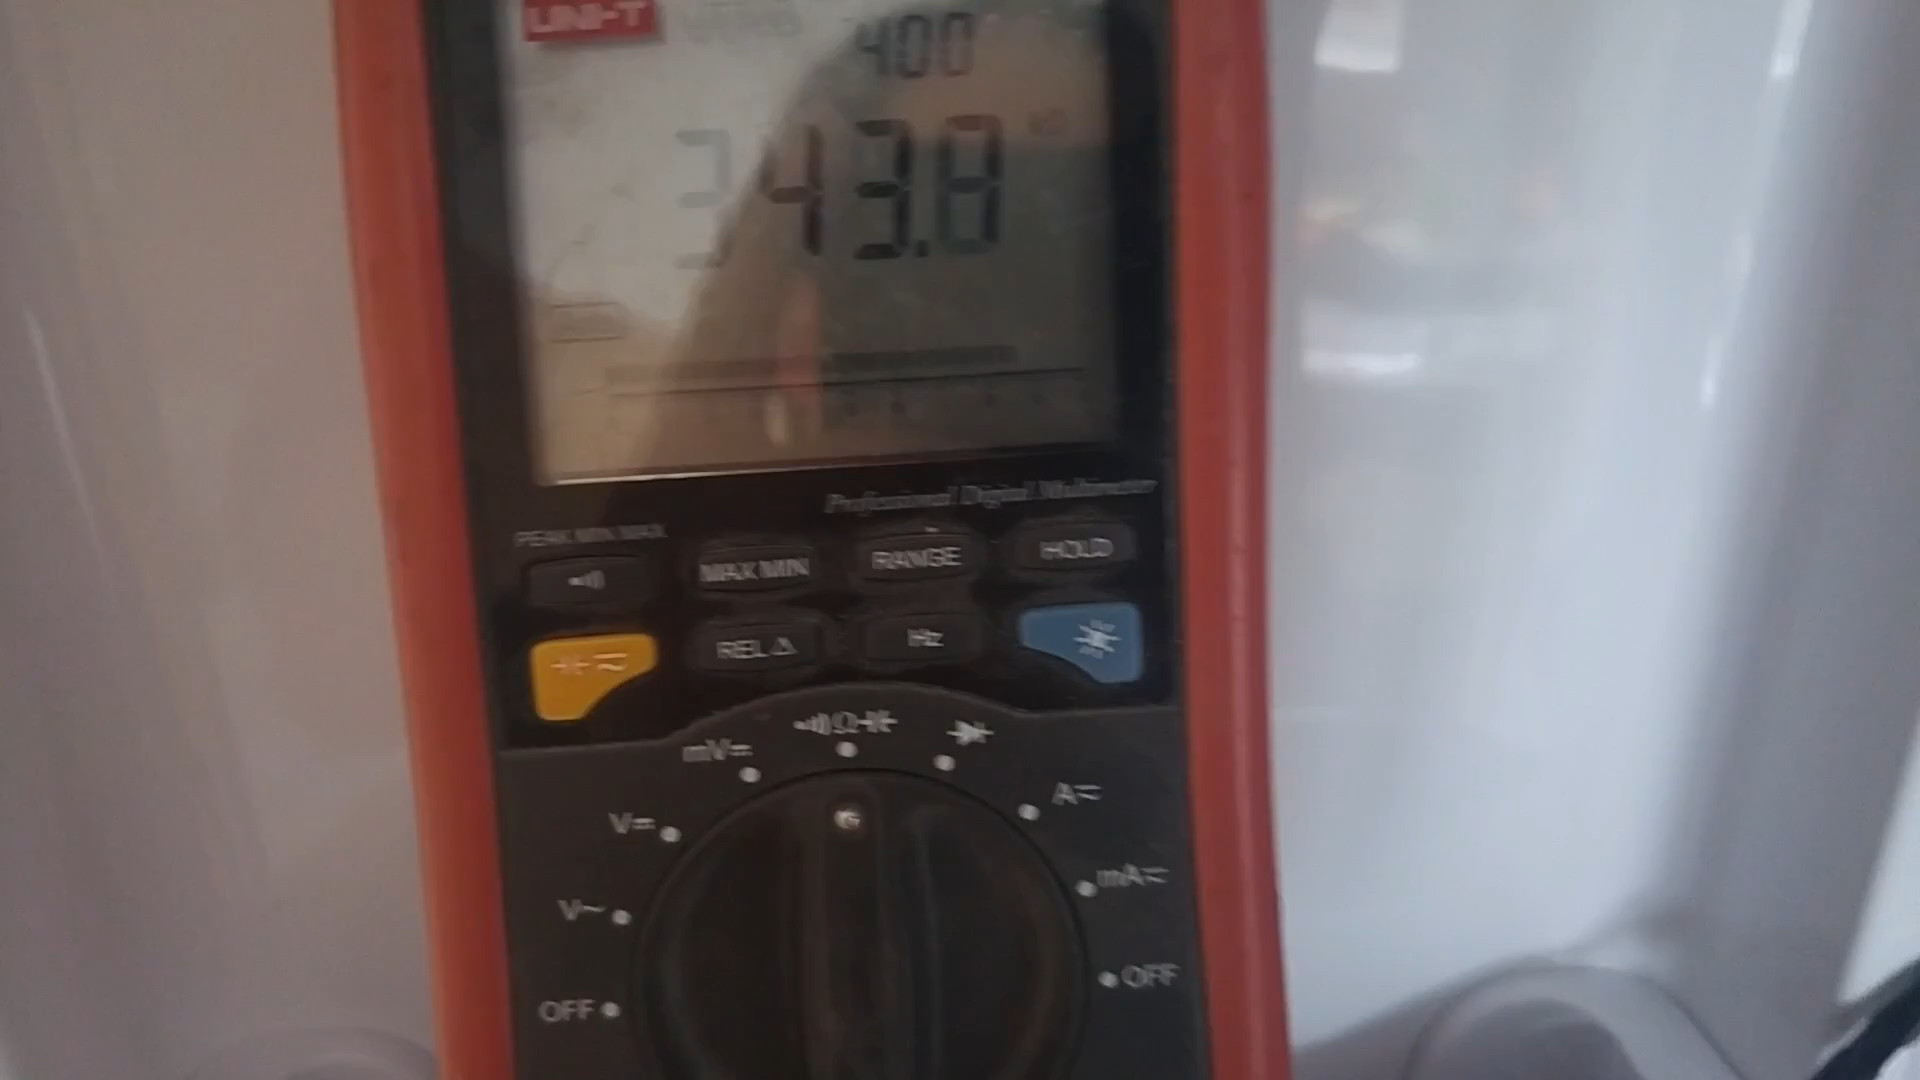 UNI-T
400
343.8
Professional Digital Multimeter
PEAK MIN MAX
MAX MIN
RANGE
HOLD
REL Δ
Hz
mV
Ω
V
A
V~
mA
OFF
OFF